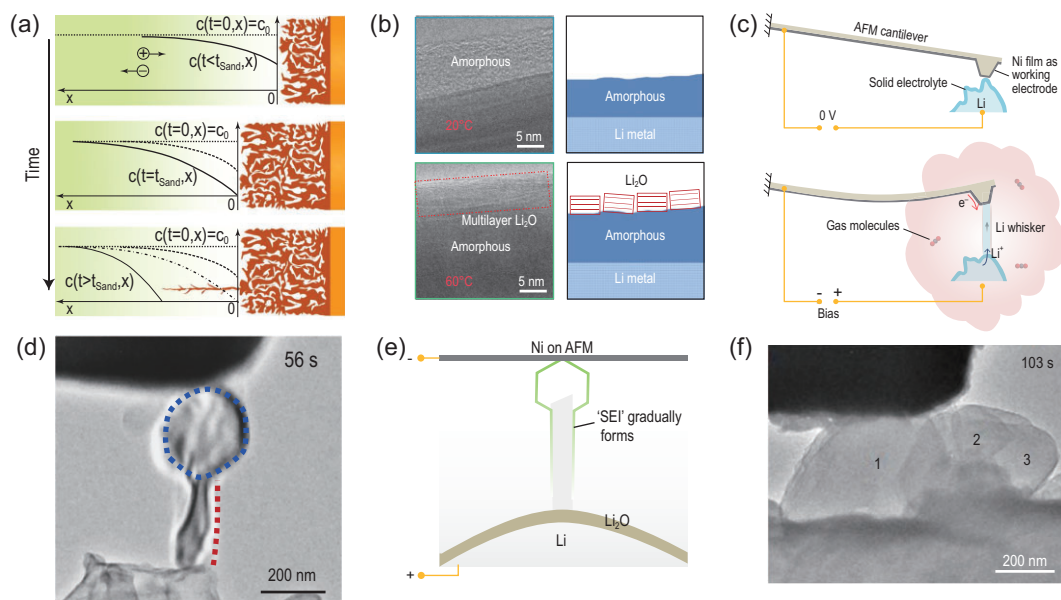 (a)
c(t=0,x)=c₀
+
−
c(t<t_Sand,x)
x
0
Time
c(t=0,x)=c₀
c(t=t_Sand,x)
x
0
c(t=0,x)=c₀
c(t>t_Sand,x)
x
0
(b)
Amorphous
20°C
5 nm
Amorphous
Li metal
Multilayer Li₂O
Amorphous
60°C
5 nm
Li₂O
Amorphous
Li metal
(c)
AFM cantilever
Ni film as
working
electrode
Solid electrolyte
Li
0 V
e⁻
Gas molecules
Li whisker
Li⁺
- +
Bias
(d)
56 s
200 nm
(e)
Ni on AFM
-
'SEI' gradually
forms
Li₂O
Li
+
(f)
103 s
1
2
3
200 nm